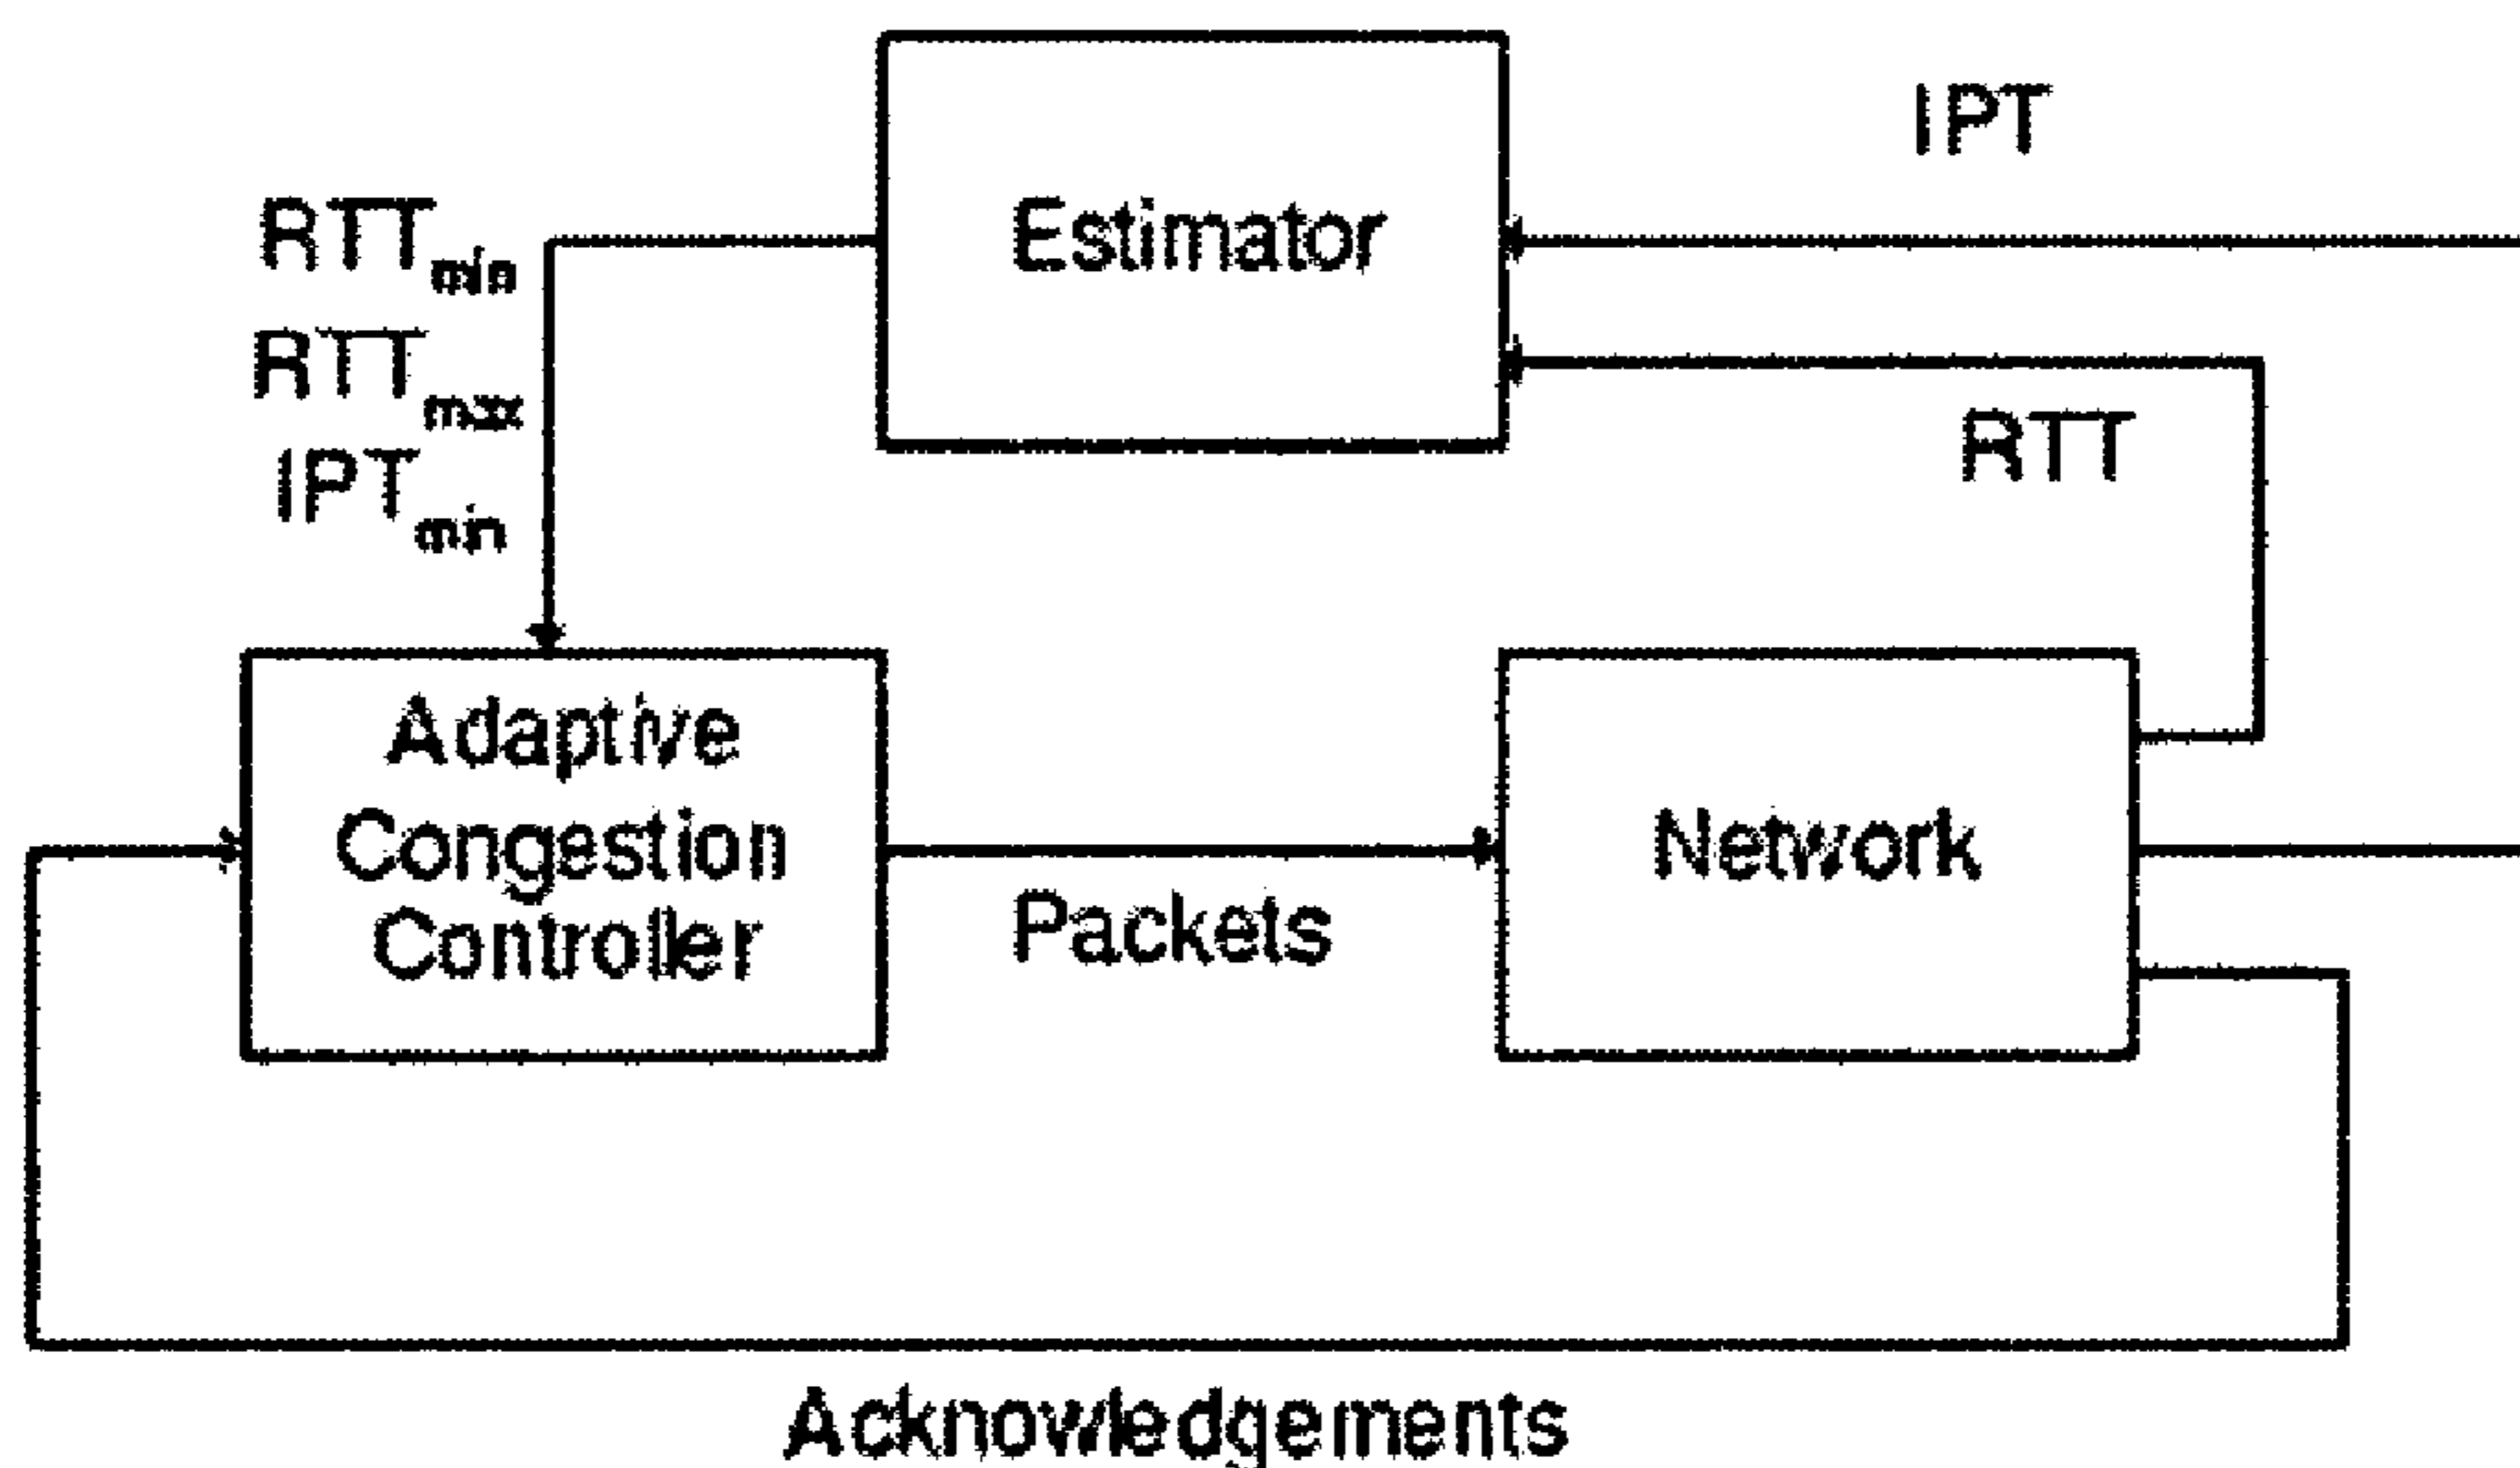 IPT
Estimator
RTTmin
RTTmax
IPTmin
RTT
Adaptive
Congestion
Controller
Packets
Network
Acknowledgements